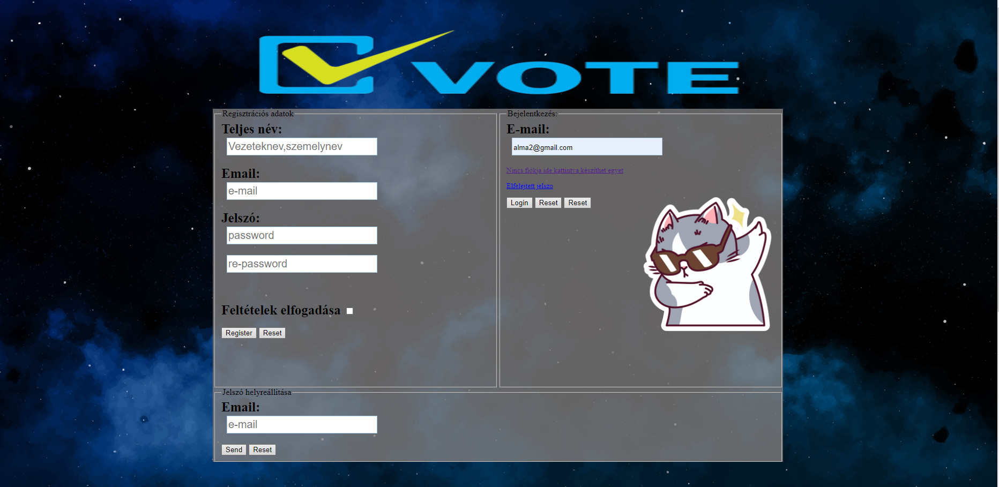 VOTE
Regisztrációs adatok
Teljes név:
Vezeteknev,szemelynev
Email:
e-mail
Jelszó:
password
re-password
Feltételek elfogadása
Register Reset
Bejelentkezés:
E-mail:
alma2@gmail.com
Nincs fiókja ide kattintva készíthet egyet
Elfelejtett jelszo
Login Reset Reset
Jelszó helyreállítása
Email:
e-mail
Send Reset